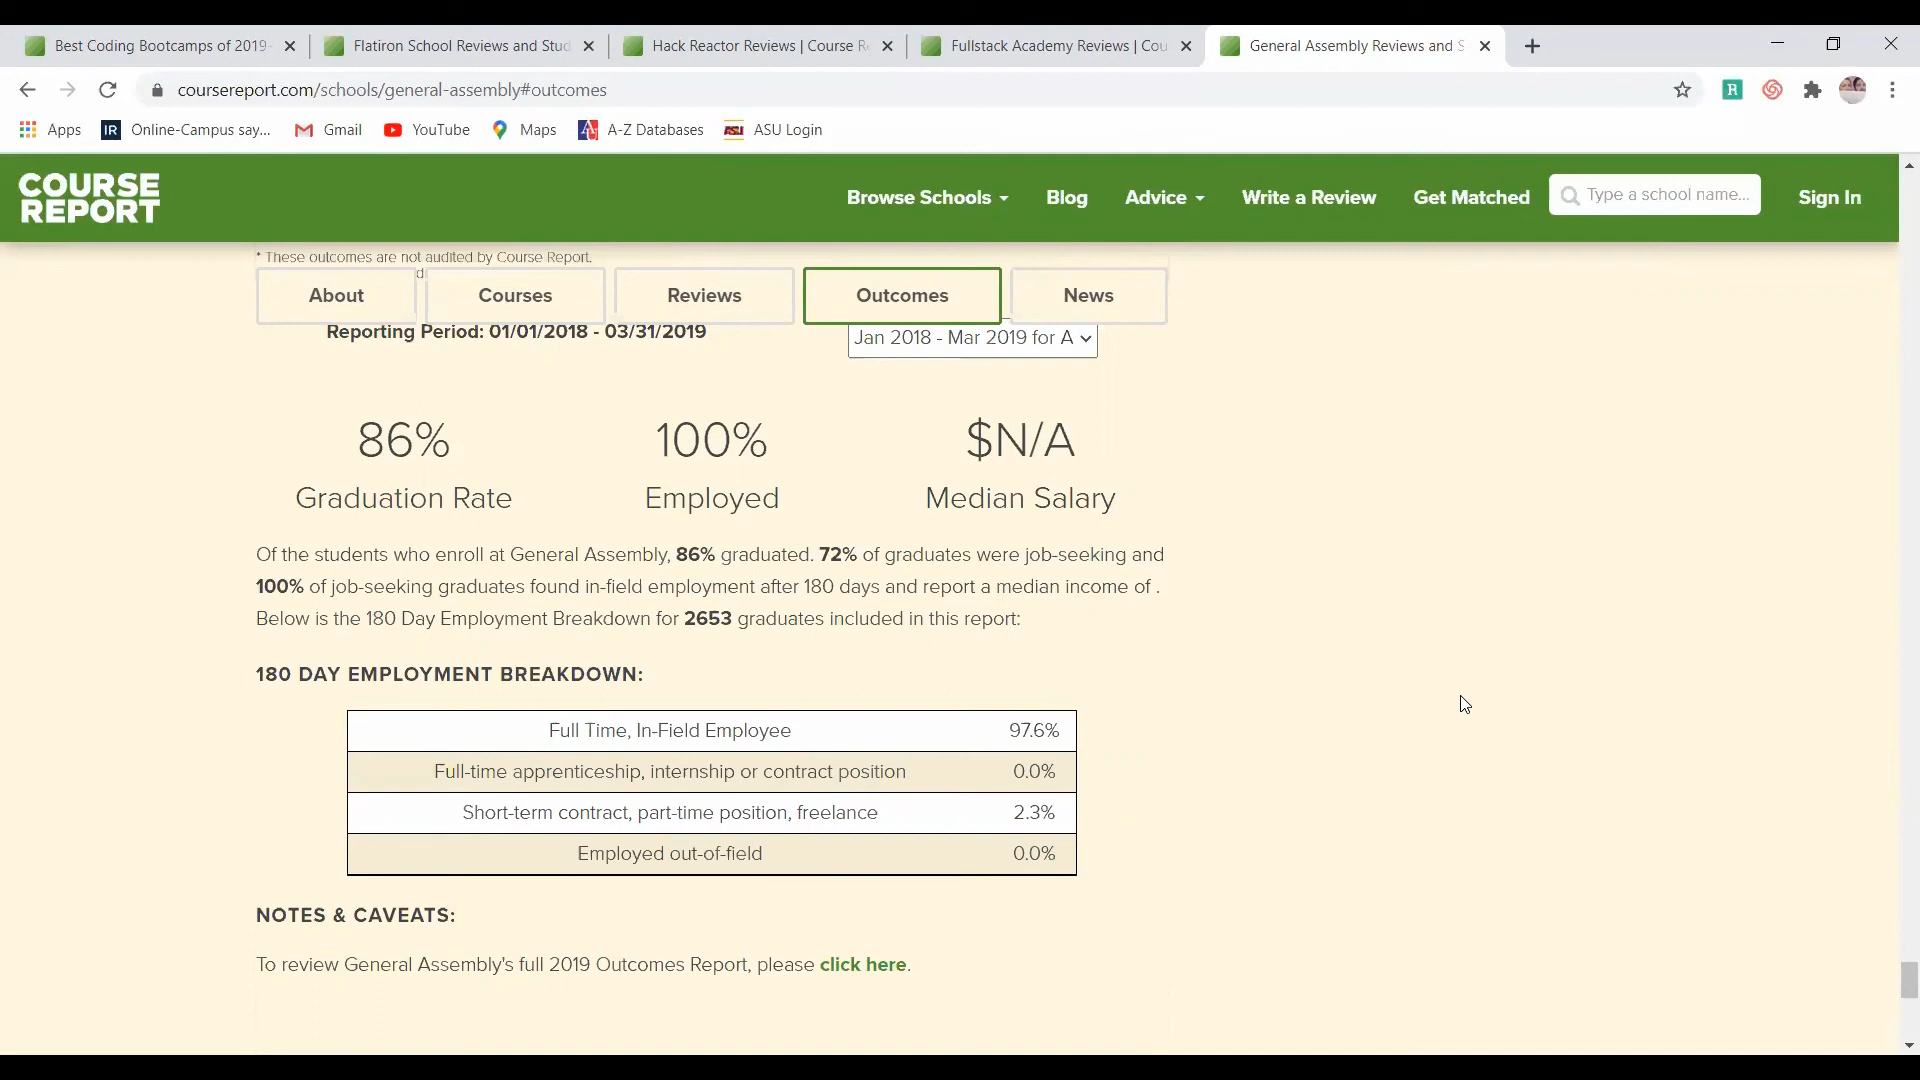 Best Coding Bootcamps of 2019-
Flatiron School Reviews and Stud
Hack Reactor Reviews | Course Re
Fullstack Academy Reviews | Cou
General Assembly Reviews and S
coursereport.com/schools/general-assembly#outcomes
Apps
IR Online-Campus say...
Gmail
YouTube
Maps
A-Z Databases
ASU ASU Login
COURSE
REPORT
Browse Schools
Blog
Advice
Write a Review
Get Matched
Type a school name...
Sign In
* These outcomes are not audited by Course Report.
About
Courses
Reviews
Outcomes
News
Reporting Period: 01/01/2018 - 03/31/2019
Jan 2018 - Mar 2019 for A
86%
Graduation Rate
100%
Employed
$N/A
Median Salary
Of the students who enroll at General Assembly, 86% graduated. 72% of graduates were job-seeking and
100% of job-seeking graduates found in-field employment after 180 days and report a median income of .
Below is the 180 Day Employment Breakdown for 2653 graduates included in this report:
180 DAY EMPLOYMENT BREAKDOWN:
Full Time, In-Field Employee 97.6%
Full-time apprenticeship, internship or contract position 0.0%
Short-term contract, part-time position, freelance 2.3%
Employed out-of-field 0.0%
NOTES & CAVEATS:
To review General Assembly's full 2019 Outcomes Report, please click here.